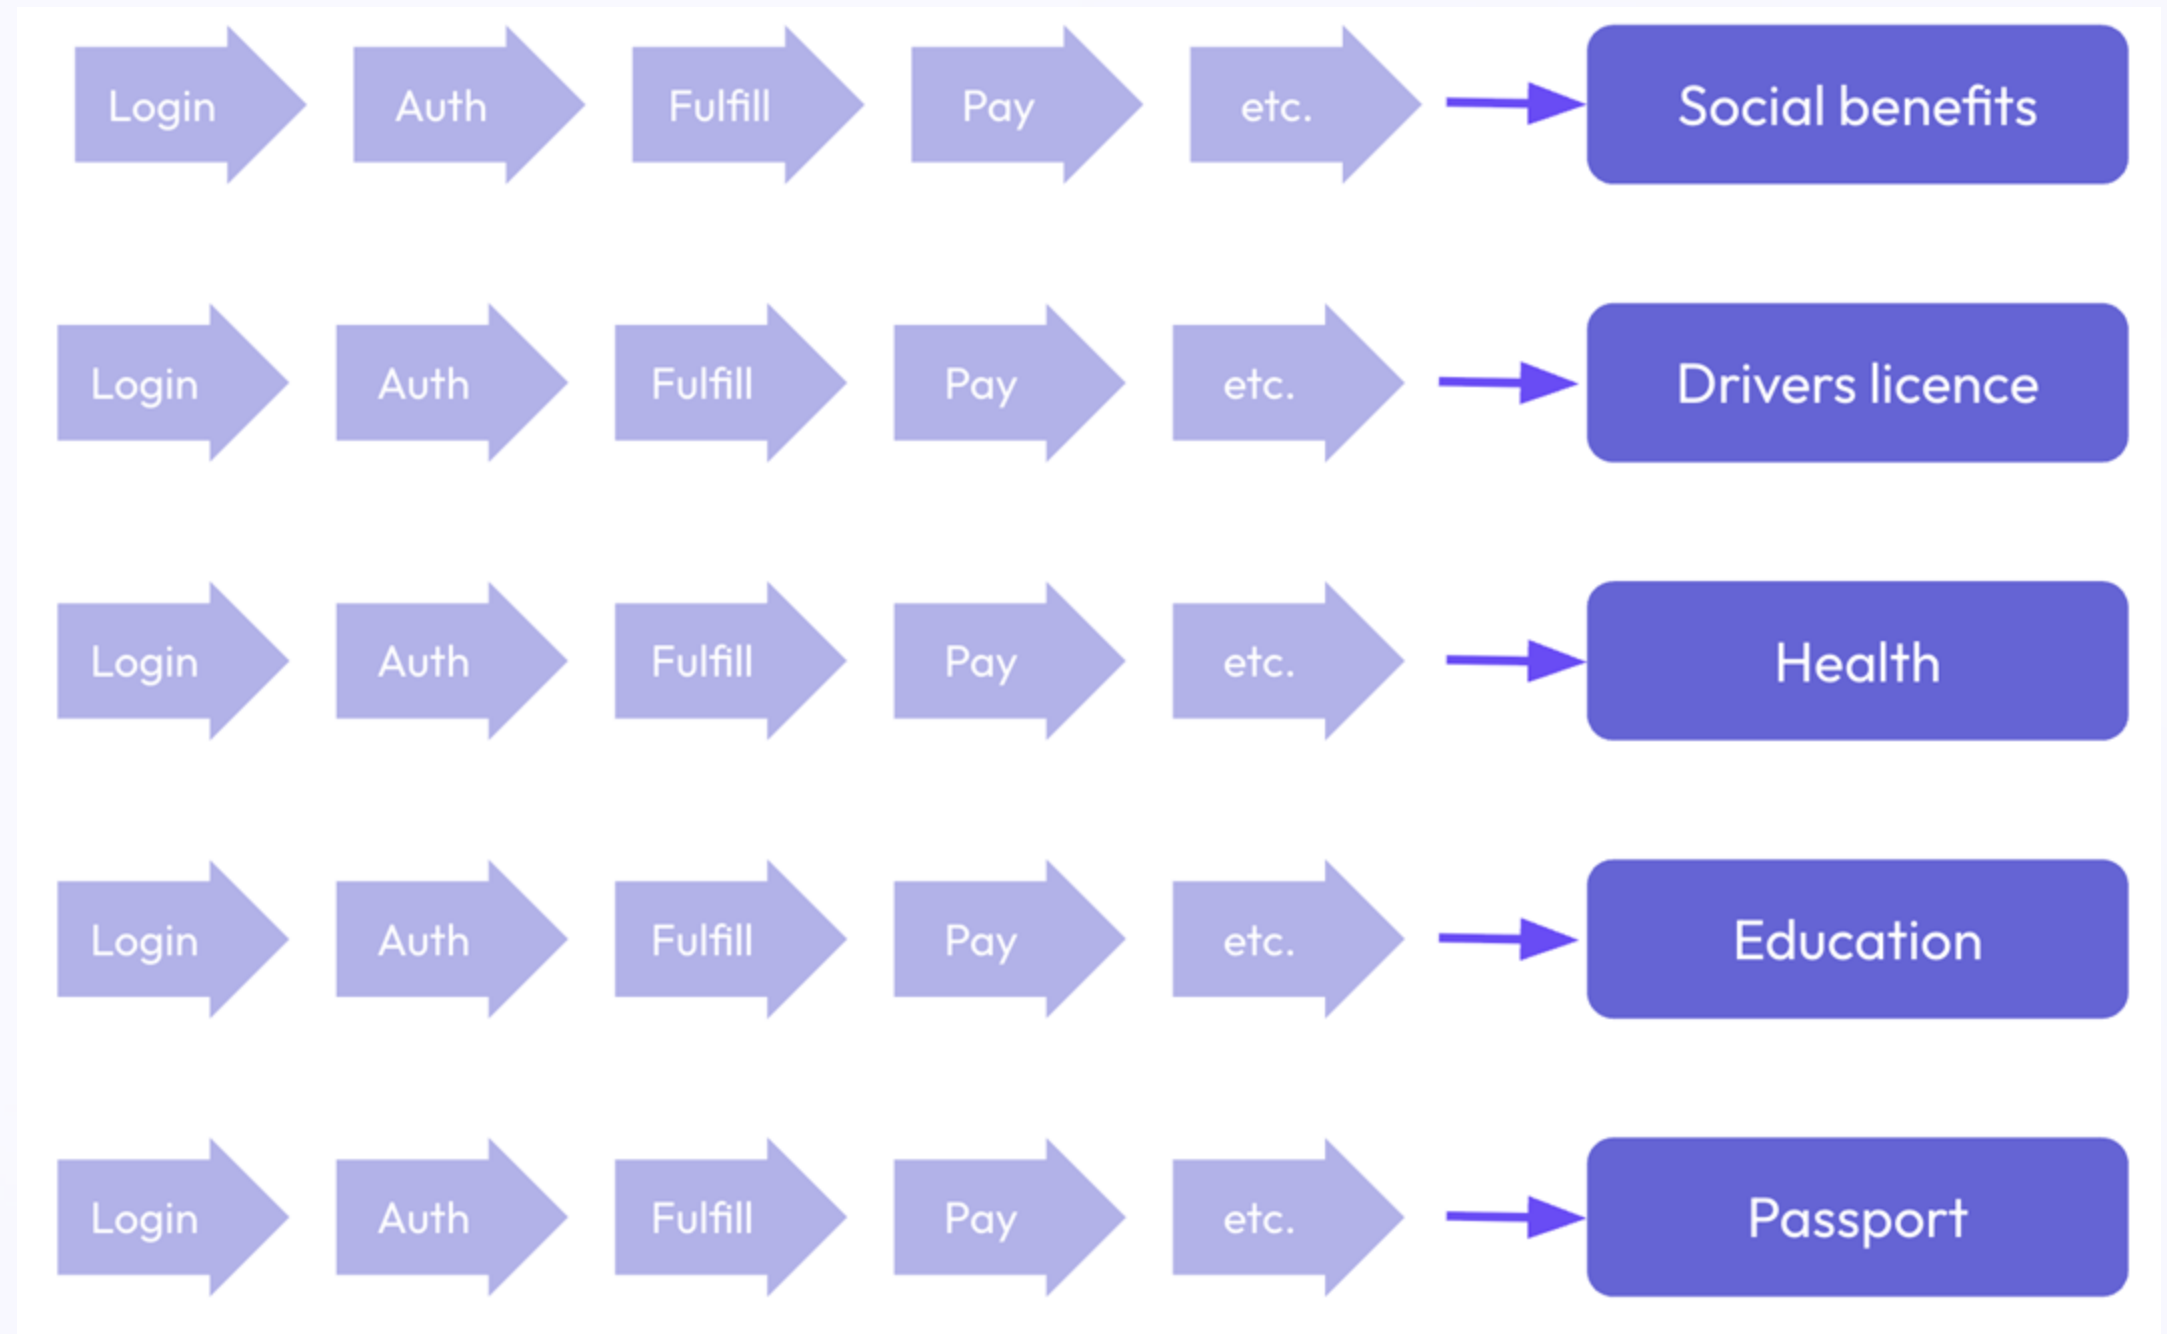 Login Auth Fulfill Pay etc. Social benefits
Login Auth Fulfill Pay etc. Drivers licence
Login Auth Fulfill Pay etc. Health
Login Auth Fulfill Pay etc. Education
Login Auth Fulfill Pay etc. Passport